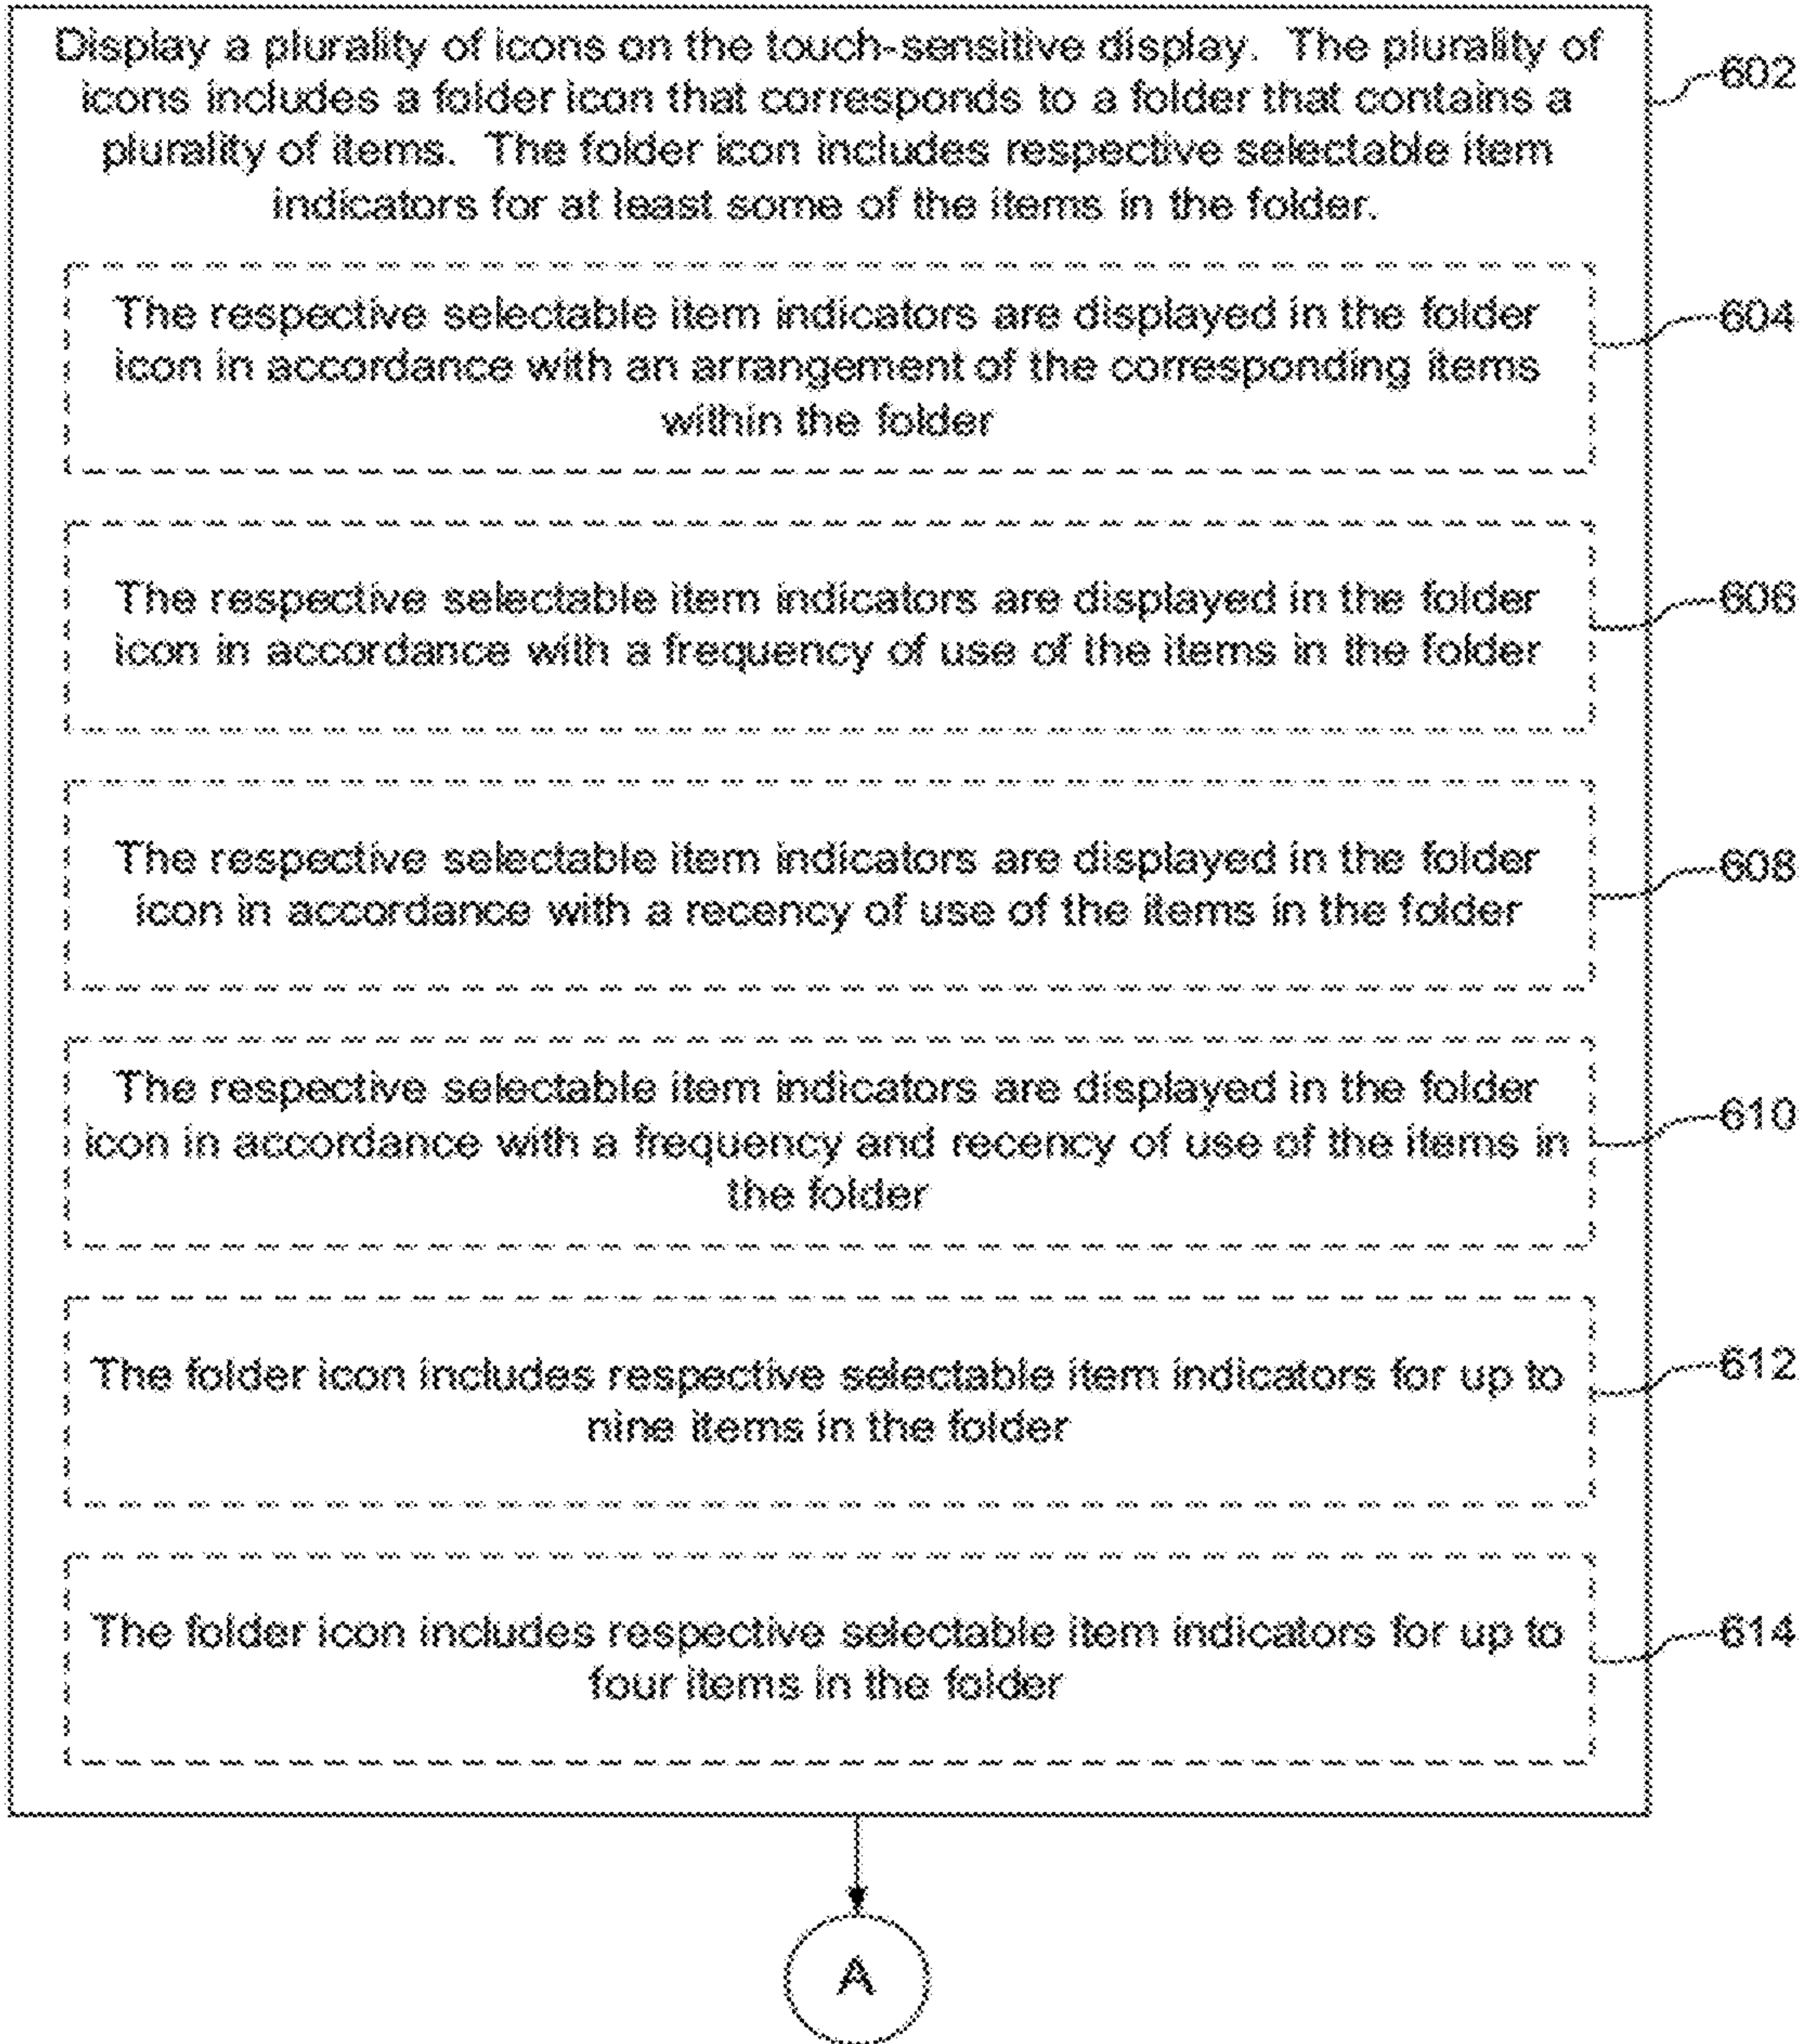 Display a plurality of icons on the touch-sensitive display. The plurality of
icons includes a folder icon that corresponds to a folder that contains a
plurality of items. The folder icon includes respective selectable item
indicators for at least some of the items in the folder.
602
The respective selectable item indicators are displayed in the folder
icon in accordance with an arrangement of the corresponding items
within the folder
604
The respective selectable item indicators are displayed in the folder
icon in accordance with a frequency of use of the items in the folder
606
The respective selectable item indicators are displayed in the folder
icon in accordance with a recency of use of the items in the folder
608
The respective selectable item indicators are displayed in the folder
icon in accordance with a frequency and recency of use of the items in
the folder
610
The folder icon includes respective selectable item indicators for up to
nine items in the folder
612
The folder icon includes respective selectable item indicators for up to
four items in the folder
614
A